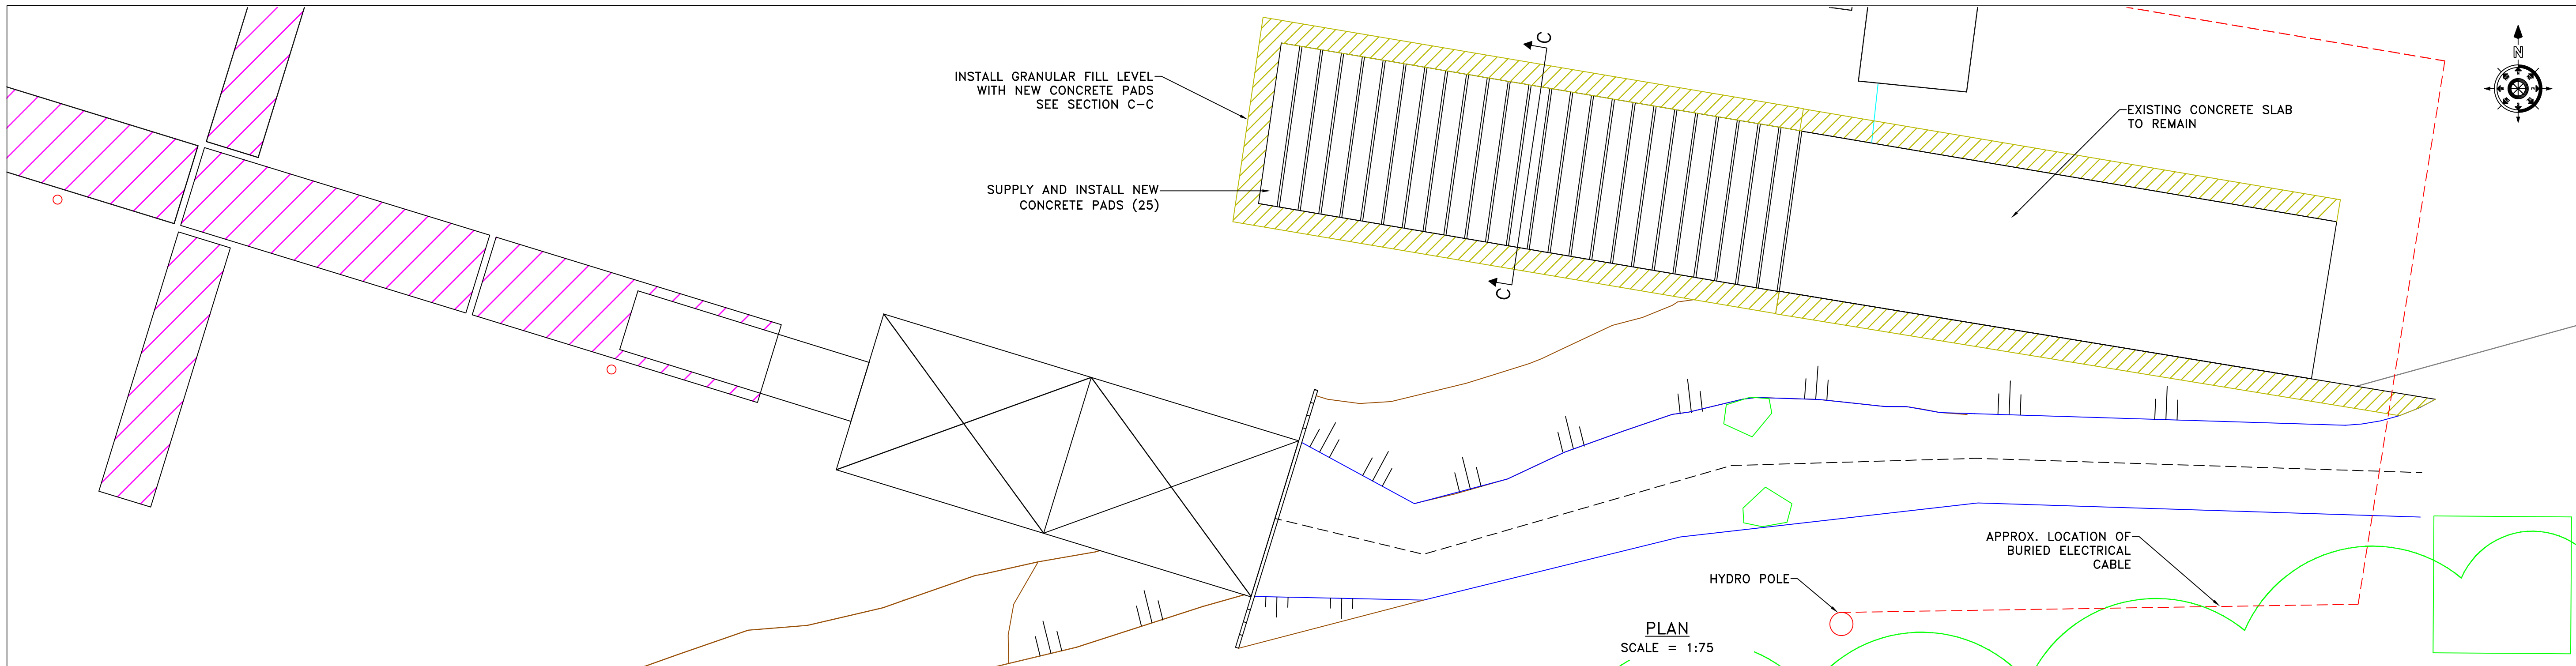 INSTALL GRANULAR FILL LEVEL
WITH NEW CONCRETE PADS
SEE SECTION C-C
SUPPLY AND INSTALL NEW
CONCRETE PADS (25)
C
C
EXISTING CONCRETE SLAB
TO REMAIN
N
APPROX. LOCATION OF
BURIED ELECTRICAL
CABLE
HYDRO POLE
PLAN
SCALE = 1:75